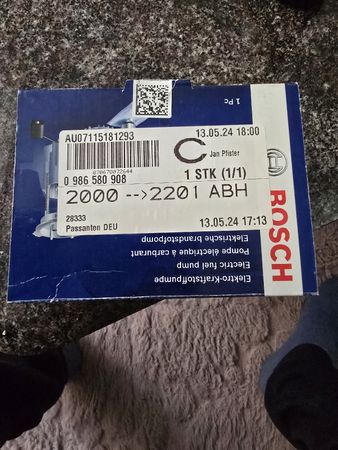 1 Pc
AU07115181293
13.05.24 18:00
C
Jan Pfister
070670072644
0 986 580 908
1 STK (1/1)
2000 -->2201 ABH
28333
13.05.24 17:13
Passanten DEU
BOSCH
Elektro-Kraftstoffpumpe
Electric fuel pump
Pompe électrique à carburant
Elektrische brandstofpomp